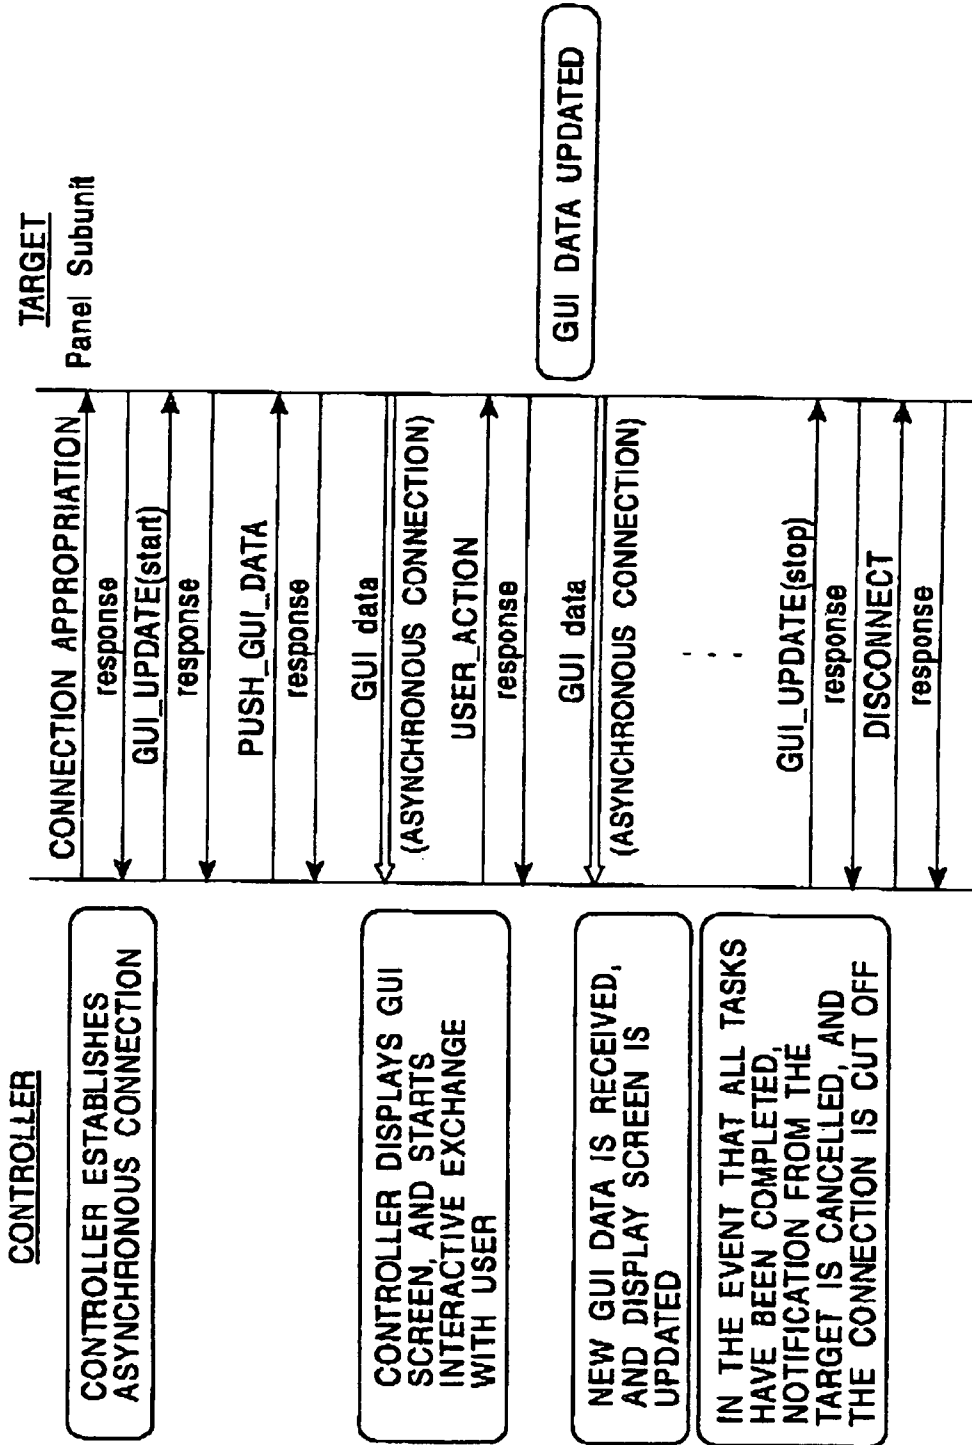 CONTROLLER
TARGET
Panel Subunit
CONTROLLER ESTABLISHES
ASYNCHRONOUS CONNECTION
CONNECTION APPROPRIATION
response
GUI_UPDATE(start)
response
PUSH_GUI_DATA
response
GUI data
(ASYNCHRONOUS CONNECTION)
CONTROLLER DISPLAYS GUI
SCREEN, AND STARTS
INTERACTIVE EXCHANGE
WITH USER
USER_ACTION
response
GUI DATA UPDATED
GUI data
(ASYNCHRONOUS CONNECTION)
NEW GUI DATA IS RECEIVED,
AND DISPLAY SCREEN IS
UPDATED
IN THE EVENT THAT ALL TASKS
HAVE BEEN COMPLETED,
NOTIFICATION FROM THE
TARGET IS CANCELLED, AND
THE CONNECTION IS CUT OFF
GUI_UPDATE(stop)
response
DISCONNECT
response